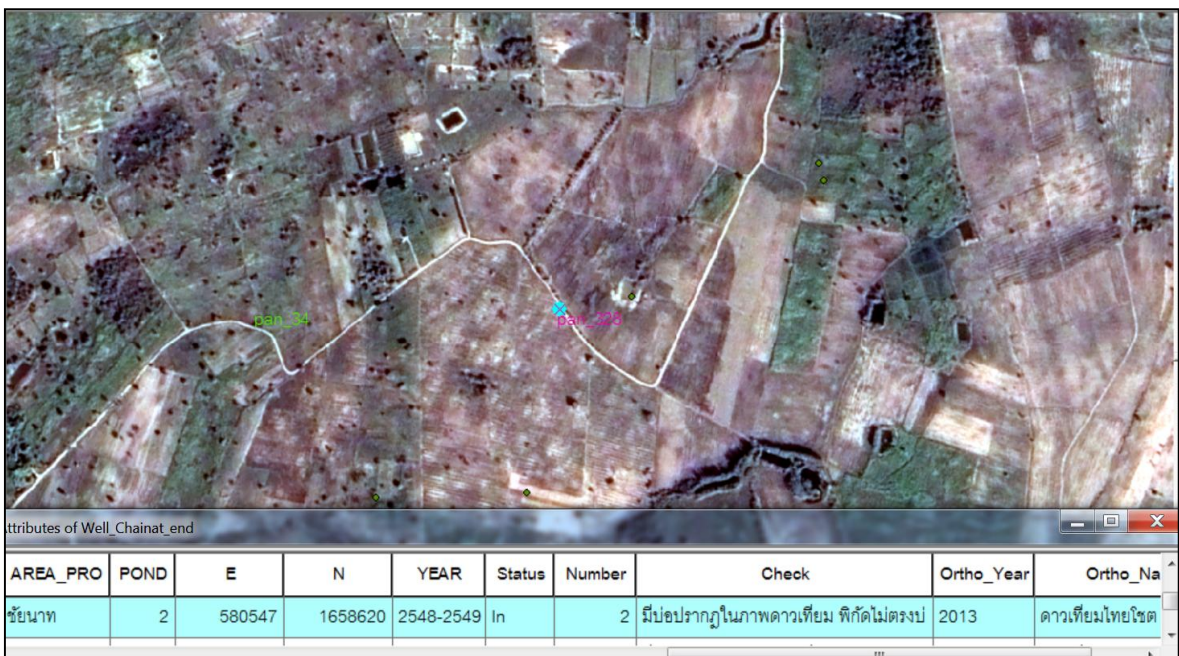 pan_34
pan_328
Attributes of Well_Chainat_end
AREA_PRO POND E N YEAR Status Number Check Ortho_Year Ortho_Na
ชัยนาท 2 580547 1658620 2548-2549 In 2 มีบ่อปรากฏในภาพดาวเทียม พิกัดไม่ตรงบ่ 2013 ดาวเทียมไทยโชต